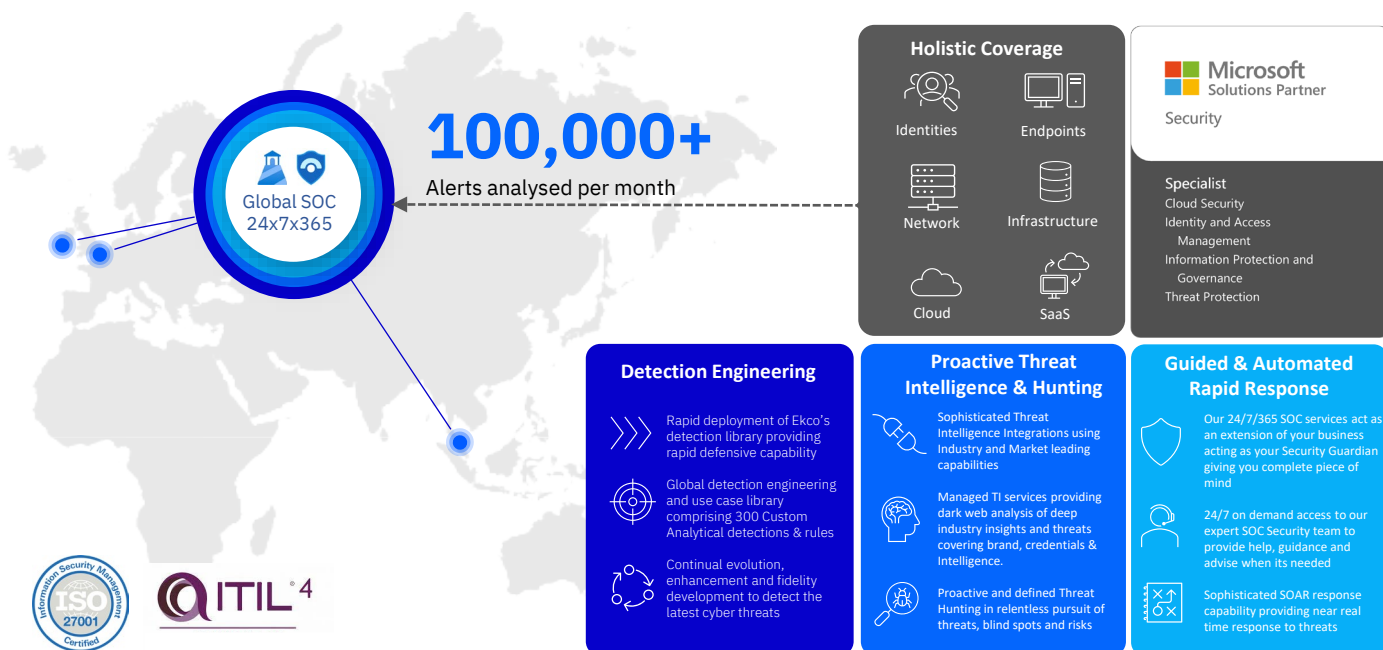 100,000+
Alerts analysed per month
Global SOC
24x7x365
Holistic Coverage
Identities
Endpoints
Network
Infrastructure
Cloud
SaaS
Microsoft
Solutions Partner
Security
Specialist
Cloud Security
Identity and Access
Management
Information Protection and
Governance
Threat Protection
Detection Engineering
Rapid deployment of Ekco's
detection library providing
rapid defensive capability
Global detection engineering
and use case library
comprising 300 Custom
Analytical detections & rules
Continual evolution,
enhancement and fidelity
development to detect the
latest cyber threats
Proactive Threat
Intelligence & Hunting
Sophisticated Threat
Intelligence Integrations using
Industry and Market leading
capabilities
Managed TI services providing
dark web analysis of deep
industry insights and threats
covering brand, credentials &
Intelligence.
Proactive and defined Threat
Hunting in relentless pursuit of
threats, blind spots and risks
Guided & Automated
Rapid Response
Our 24/7/365 SOC services act as
an extension of your business
acting as your Security Guardian
giving you complete piece of
mind
24/7 on demand access to our
expert SOC Security team to
provide help, guidance and
advise when its needed
Sophisticated SOAR response
capability providing near real
time response to threats
Information Security Management
ISO
27001
Certified
ITIL® 4